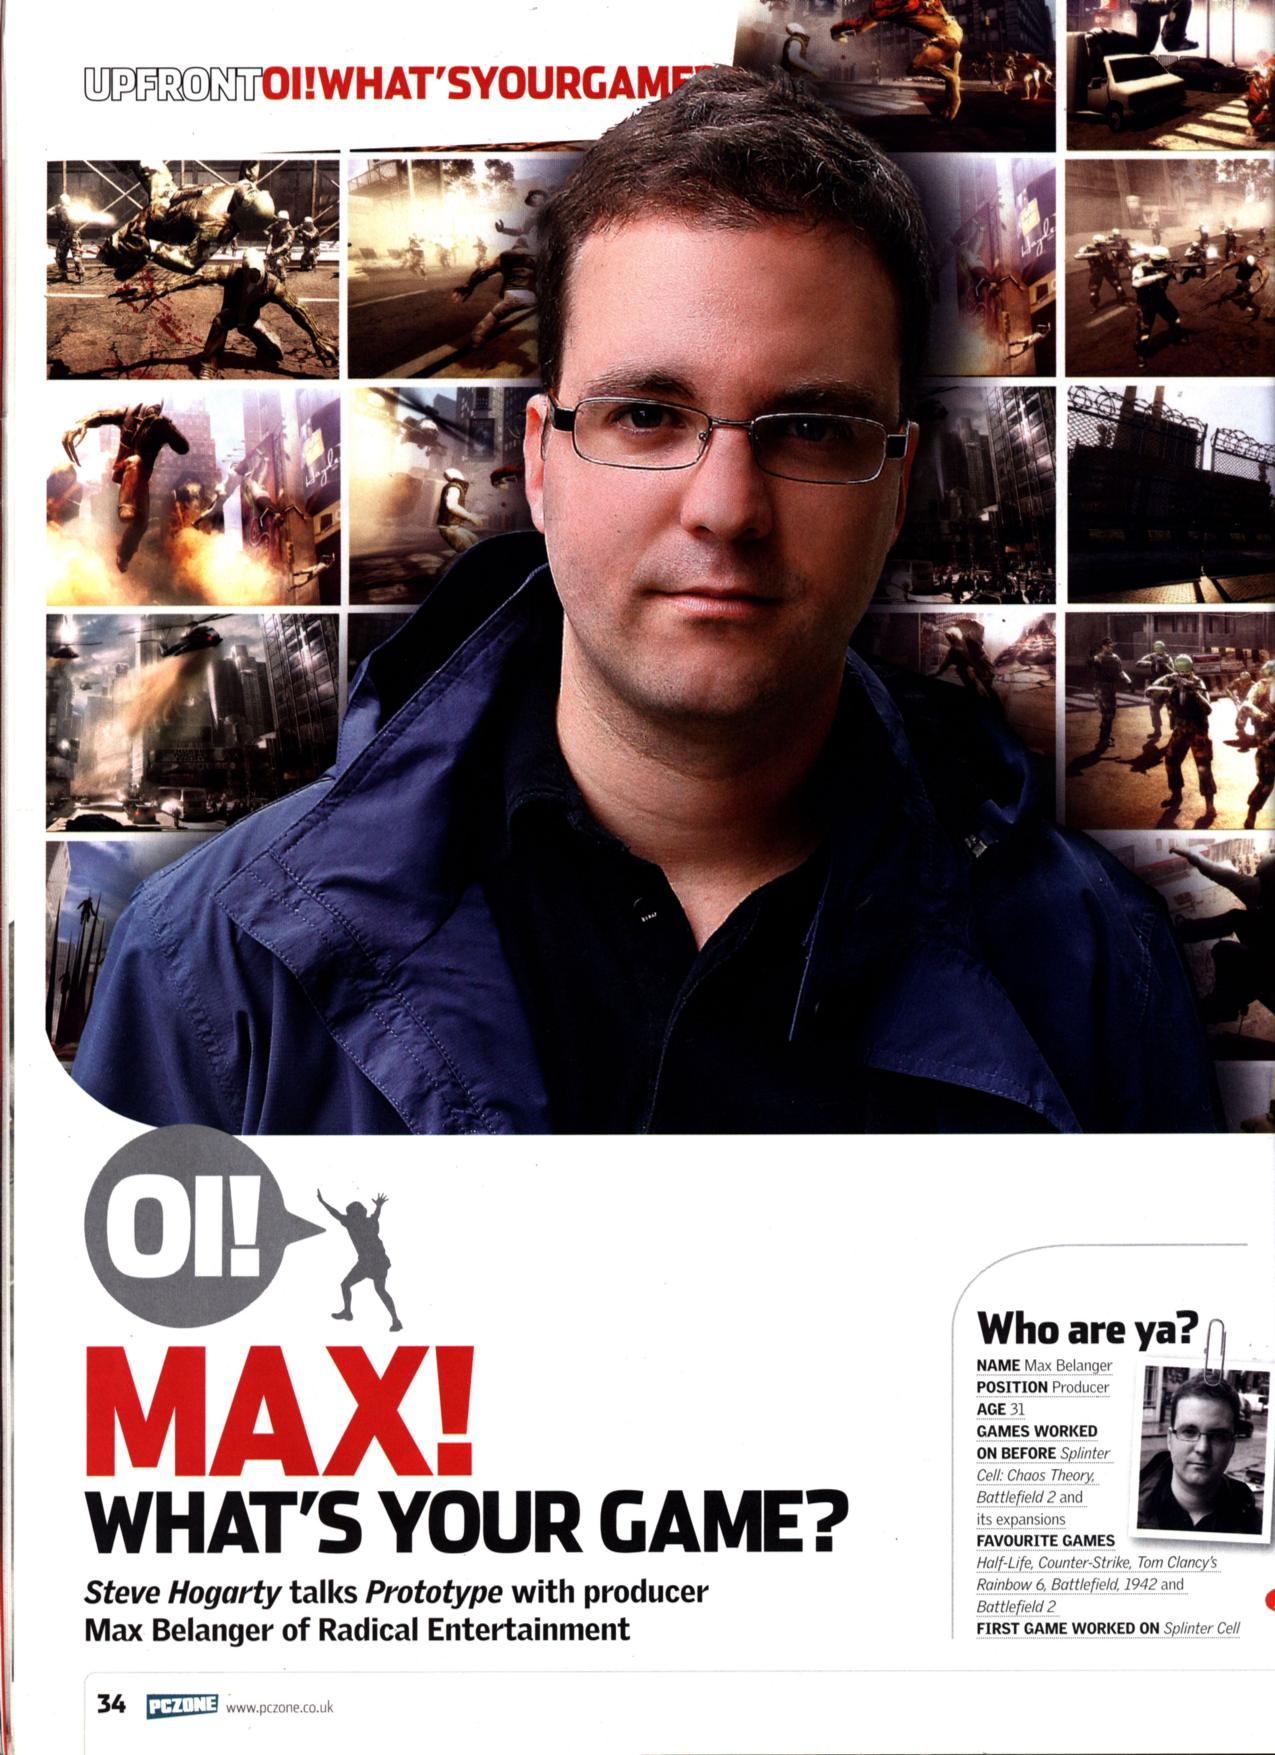 UPFRONTOI!WHAT'SYOURGAME?
OI!
MAX!
WHAT'S YOUR GAME?
Steve Hogarty talks Prototype with producer
Max Belanger of Radical Entertainment
Who are ya?
NAME Max Belanger
POSITION Producer
AGE 31
GAMES WORKED
ON BEFORE Splinter
Cell: Chaos Theory,
Battlefield 2 and
its expansions
FAVOURITE GAMES
Half-Life, Counter-Strike, Tom Clancy's
Rainbow 6, Battlefield, 1942 and
Battlefield 2
FIRST GAME WORKED ON Splinter Cell
34 PCZONE www.pczone.co.uk